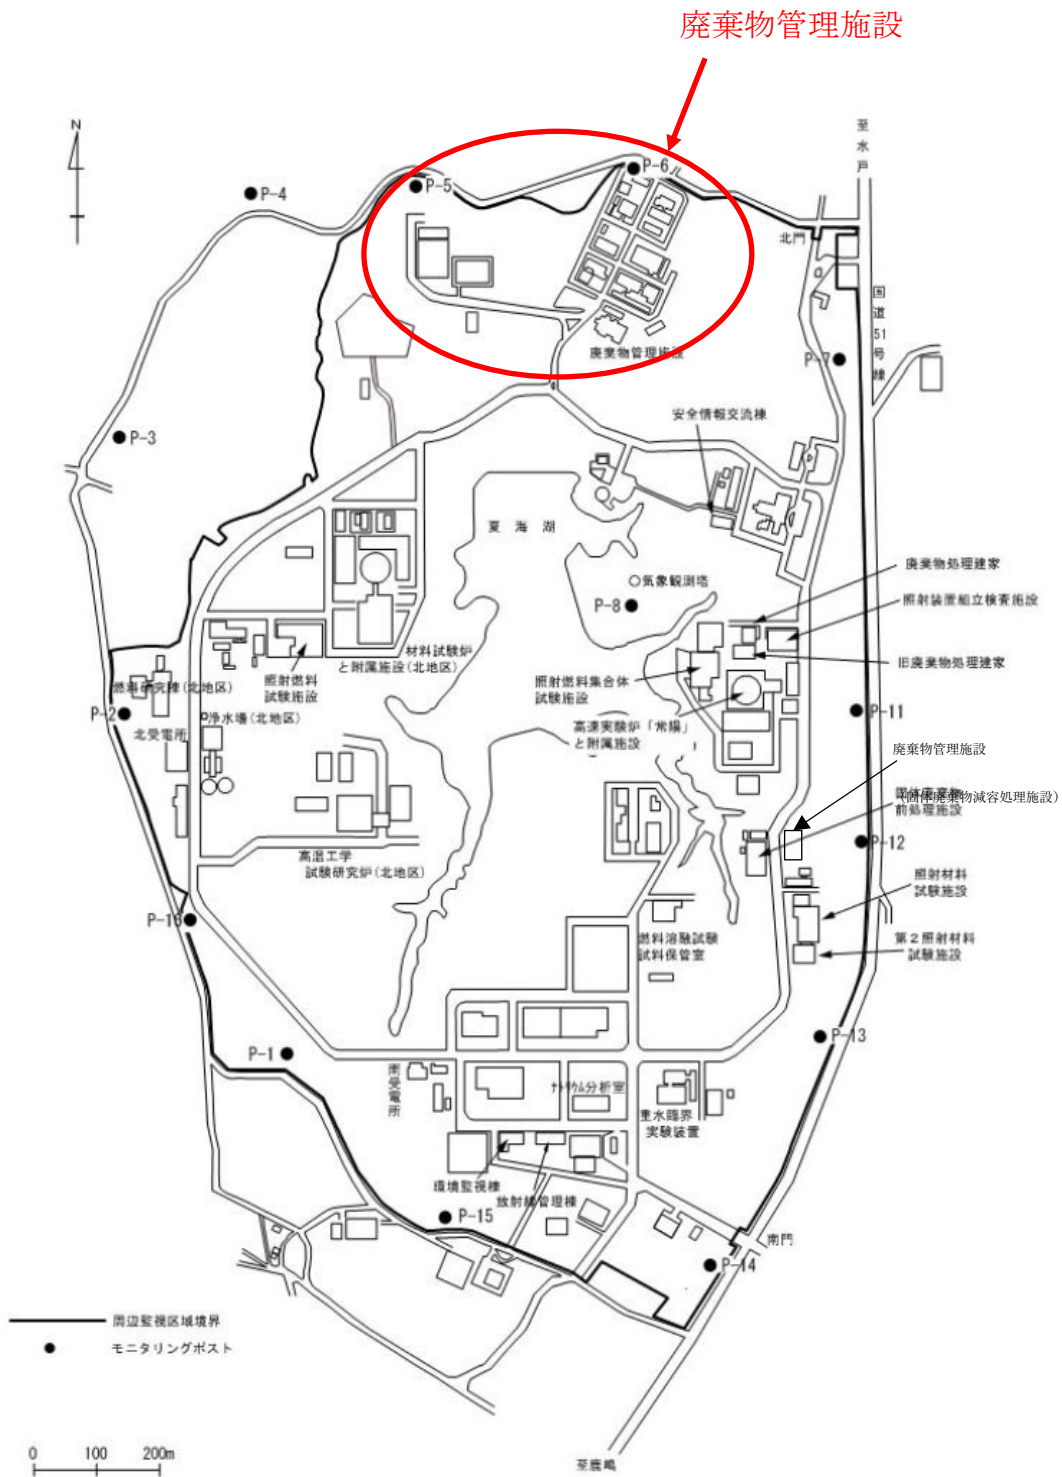 廃棄物管理施設
N
至水戸
P-6
P-5
P-4
北門
国道51号線
廃棄物管理施設
P-7
安全情報交流棟
P-3
夏海湖
廃棄物処理建家
気象観測塔
P-8
照射装置組立検査施設
材料試験炉
と附属施設(北地区)
旧廃棄物処理建家
照射燃料
試験施設
照射燃料集合体
試験施設
燃料研究棟(北地区)
P-2
浄水場(北地区)
P-11
高速実験炉「常陽」
と附属施設
北受電所
廃棄物管理施設
(固体廃棄物減容処理施設)
前処理施設
P-12
高温工学
試験研究炉(北地区)
照射材料
試験施設
P-16
燃料溶融試験
試料保管室
第2照射材料
試験施設
P-13
P-1
南受電所
ナトリウム分析室
重水臨界
実験装置
環境監視棟
放射線管理棟
P-15
南門
P-14
周辺監視区域境界
モニタリングポスト
0 100 200m
至鹿嶋